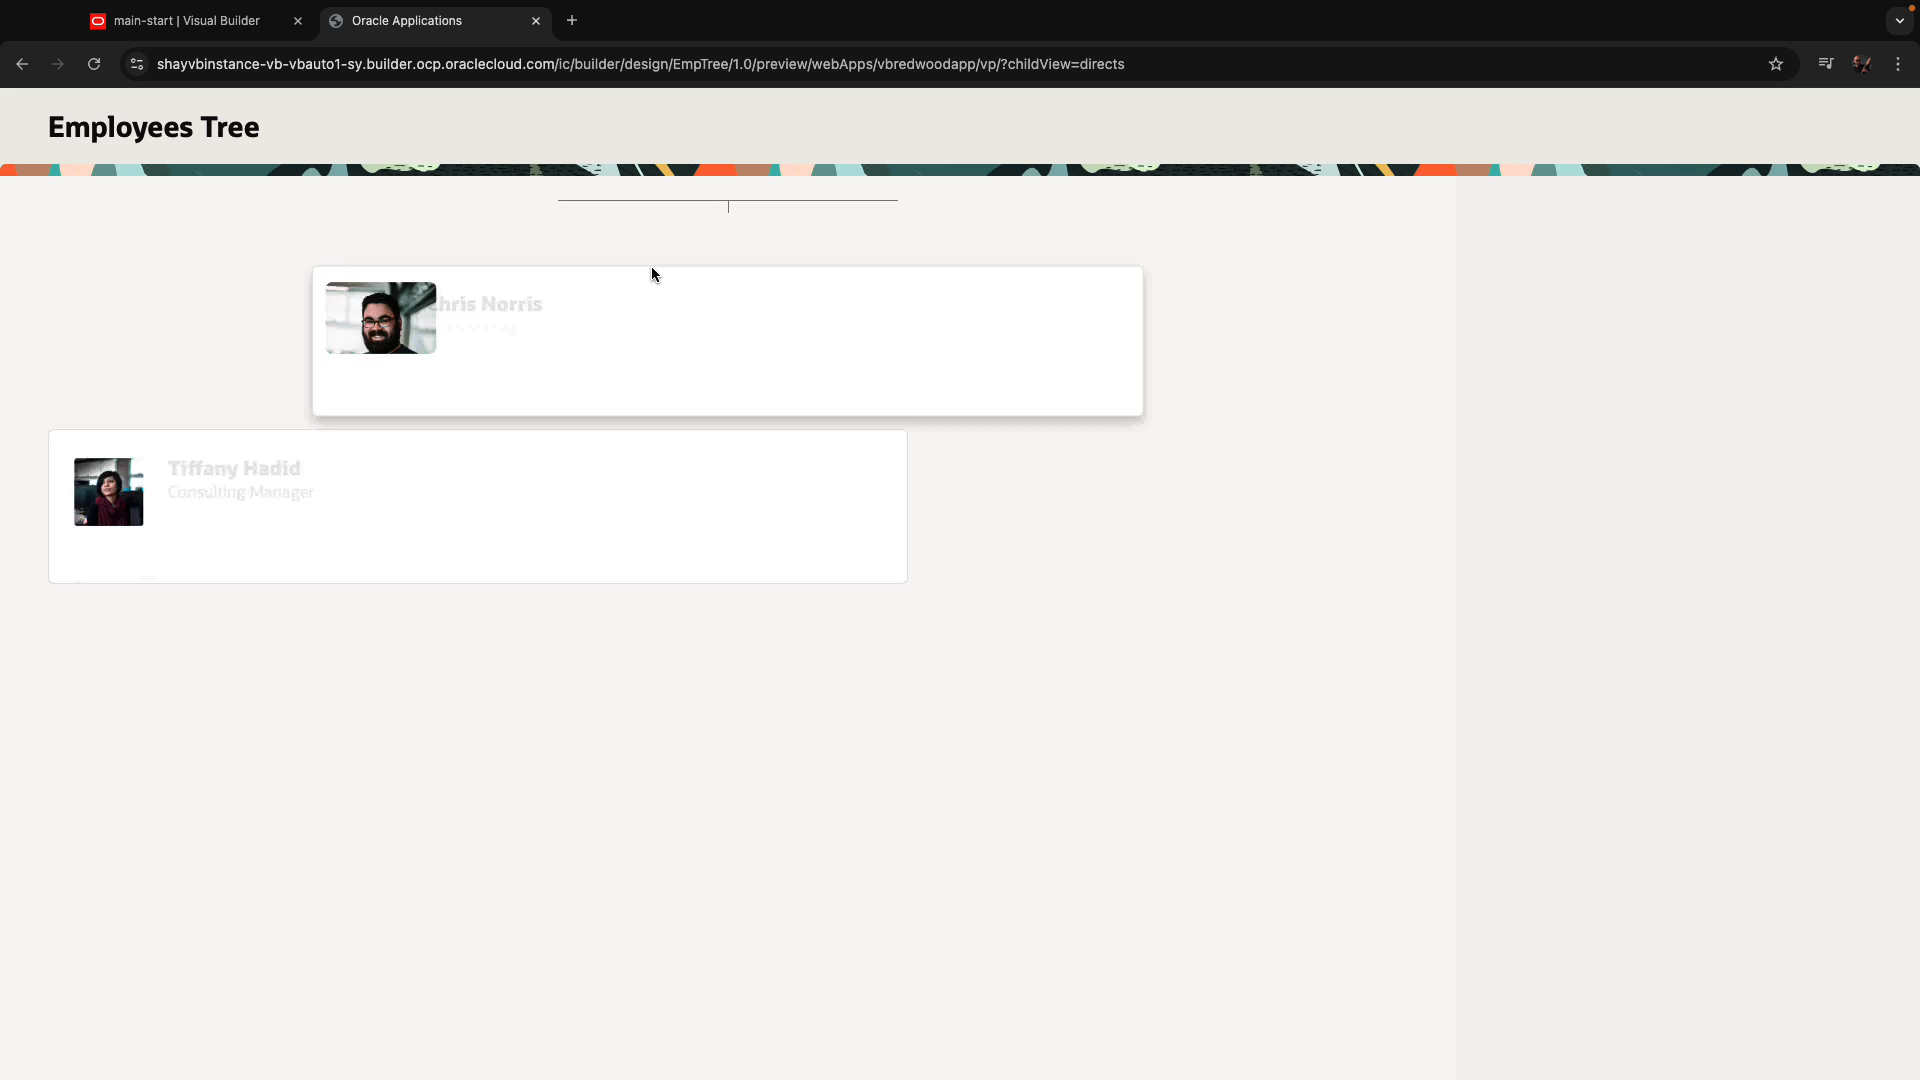 main-start | Visual Builder
Oracle Applications
shayvbinstance-vb-vbauto1-sy.builder.ocp.oraclecloud.com/ic/builder/design/EmpTree/1.0/preview/webApps/vbredwoodapp/vp/?childView=directs
Employees Tree
Chris Norris
Tiffany Hadid
Consulting Manager